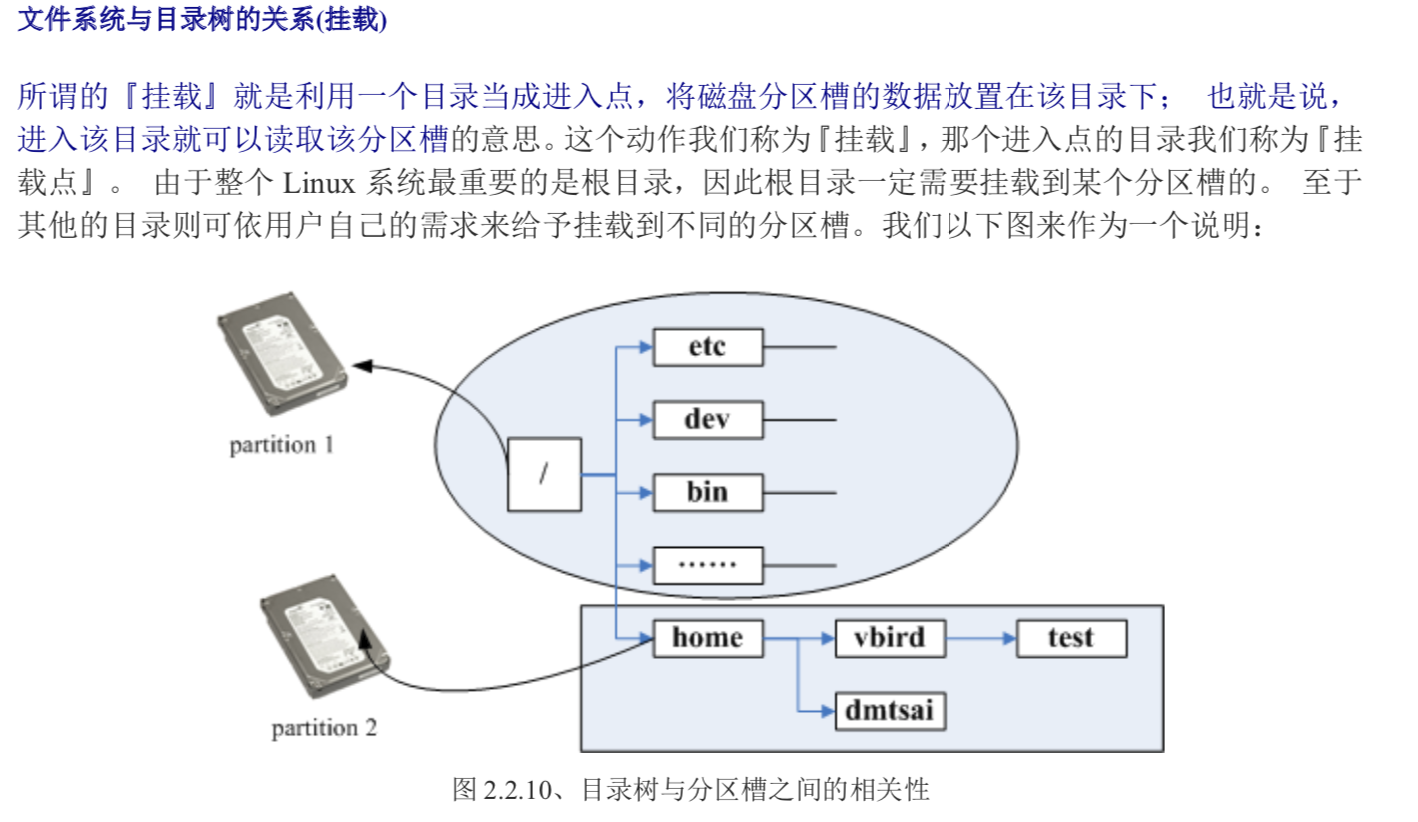 文件系统与目录树的关系(挂载)
所谓的『挂载』就是利用一个目录当成进入点，将磁盘分区槽的数据放置在该目录下； 也就是说，
进入该目录就可以读取该分区槽的意思。这个动作我们称为『挂载』，那个进入点的目录我们称为『挂
载点』。 由于整个 Linux 系统最重要的是根目录，因此根目录一定需要挂载到某个分区槽的。 至于
其他的目录则可依用户自己的需求来给予挂载到不同的分区槽。我们以下图来作为一个说明：
etc
dev
partition 1
/
bin
……
home
vbird
test
dmtsai
partition 2
图 2.2.10、目录树与分区槽之间的相关性